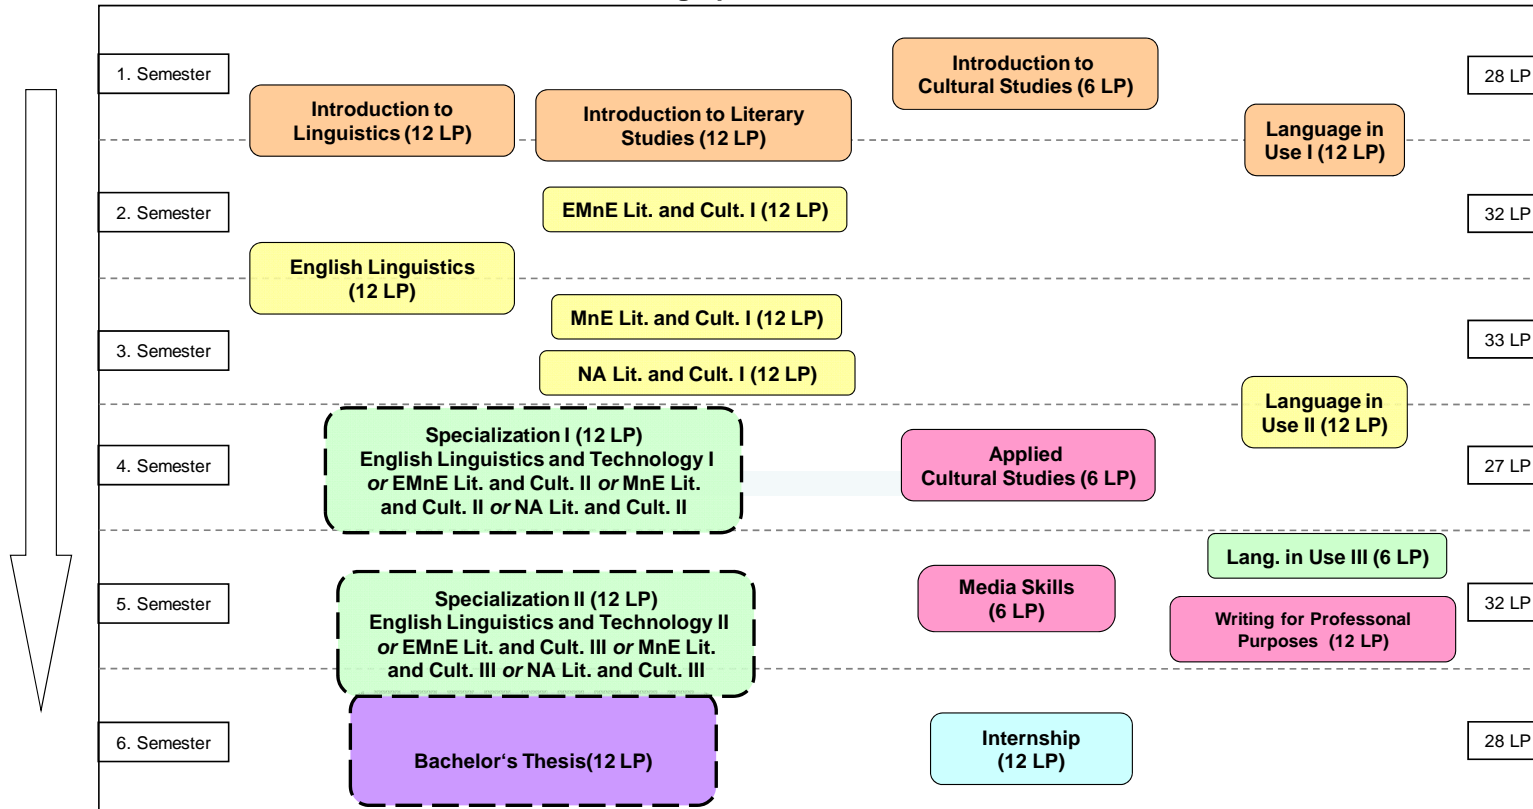 1. Semester
Introduction to
Cultural Studies (6 LP)
28 LP
Introduction to
Linguistics (12 LP)
Introduction to Literary
Studies (12 LP)
Language in
Use I (12 LP)
2. Semester
EMnE Lit. and Cult. I (12 LP)
32 LP
English Linguistics
(12 LP)
MnE Lit. and Cult. I (12 LP)
3. Semester
33 LP
NA Lit. and Cult. I (12 LP)
Language in
Use II (12 LP)
4. Semester
Specialization I (12 LP)
English Linguistics and Technology I
or EMnE Lit. and Cult. II or MnE Lit.
and Cult. II or NA Lit. and Cult. II
Applied
Cultural Studies (6 LP)
27 LP
Lang. in Use III (6 LP)
5. Semester
Specialization II (12 LP)
English Linguistics and Technology II
or EMnE Lit. and Cult. III or MnE Lit.
and Cult. III or NA Lit. and Cult. III
Media Skills
(6 LP)
Writing for Professonal
Purposes (12 LP)
32 LP
6. Semester
Bachelor‘s Thesis(12 LP)
Internship
(12 LP)
28 LP